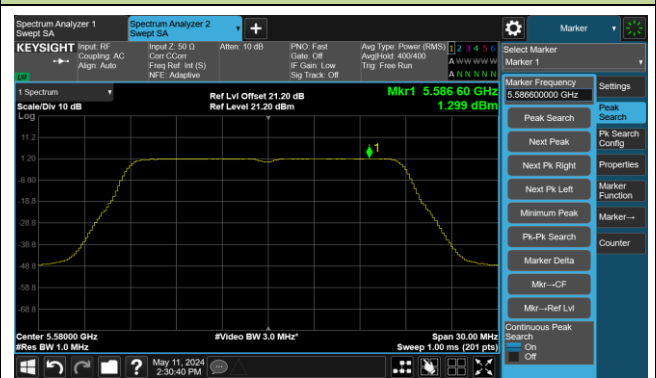 Spectrum Analyzer 1
Swept SA
Spectrum Analyzer 2
Swept SA
+
Marker
KEYSIGHT
Input: RF
Coupling: AC
Align: Auto
Input Z: 50 Ω
Corr CCorr
Freq Ref: Int (S)
NFE: Adaptive
Atten: 10 dB
PNO: Fast
Gate: Off
IF Gain: Low
Sig Track: Off
Avg Type: Power (RMS)
Avg|Hold: 400/400
Trig: Free Run
1 2 3 4 5 6
A W W W W W
A N N N N N
Select Marker
Marker 1
LXI
1 Spectrum
Scale/Div 10 dB
Log
Ref Lvl Offset 21.20 dB
Ref Level 21.20 dBm
Mkr1 5.586 60 GHz
1.299 dBm
11.2
1.20
-8.80
-18.8
-28.8
-38.8
-48.8
-58.8
-68.8
1
Center 5.58000 GHz
#Res BW 1.0 MHz
#Video BW 3.0 MHz*
Span 30.00 MHz
Sweep 1.00 ms (201 pts)
Marker Frequency
5.586600000 GHz
Peak Search
Next Peak
Next Pk Right
Next Pk Left
Minimum Peak
Pk-Pk Search
Marker Delta
Mkr→CF
Mkr→Ref Lvl
Continuous Peak
Search
On
Off
Settings
Peak
Search
Pk Search
Config
Properties
Marker
Function
Marker→
Counter
?
May 11, 2024
2:30:40 PM